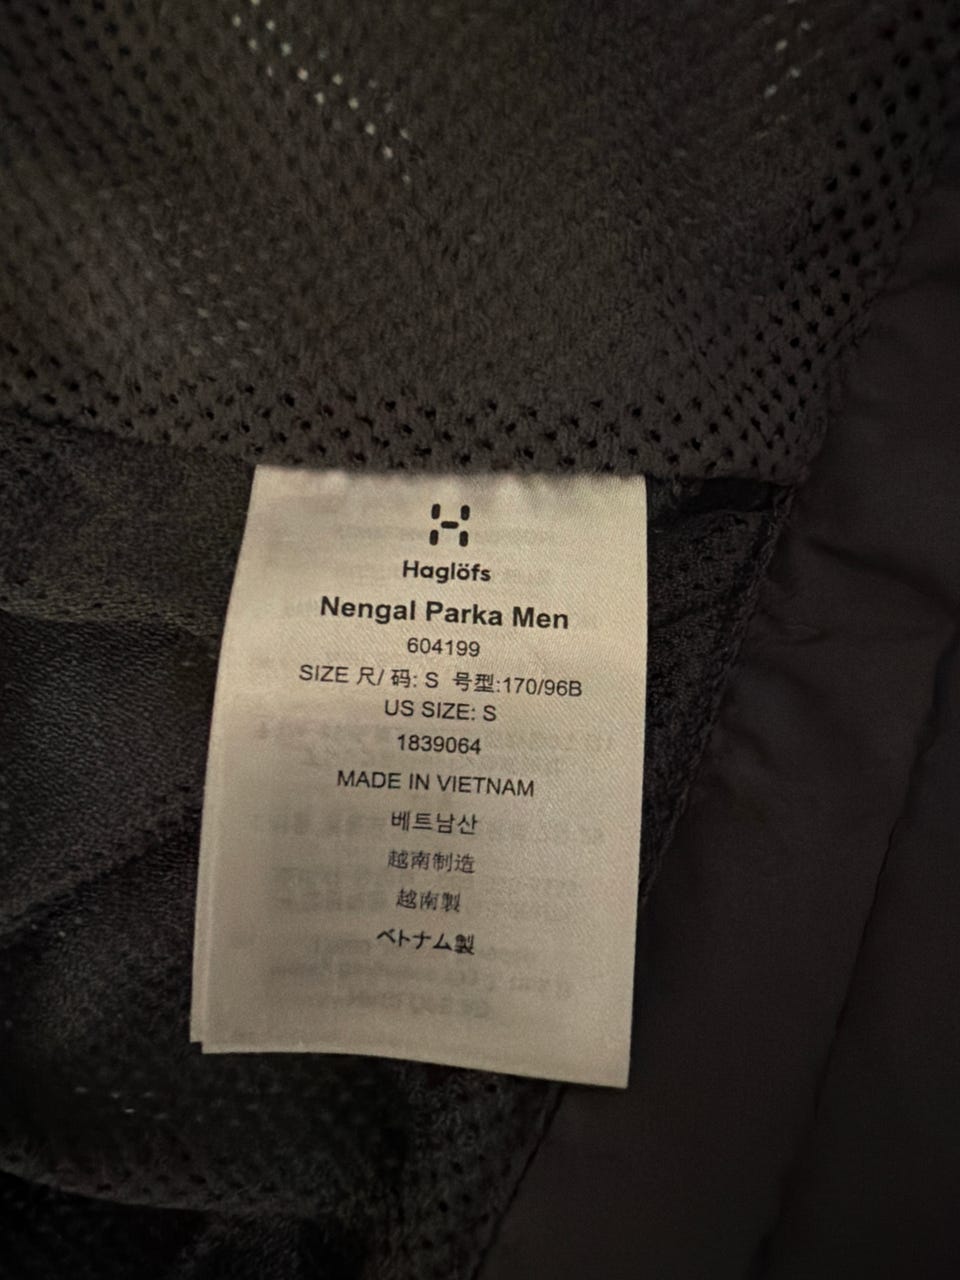 Haglöfs
Nengal Parka Men
604199
SIZE 尺/ 码: S 号型:170/96B
US SIZE: S
1839064
MADE IN VIETNAM
베트남산
越南制造
越南製
ベトナム製